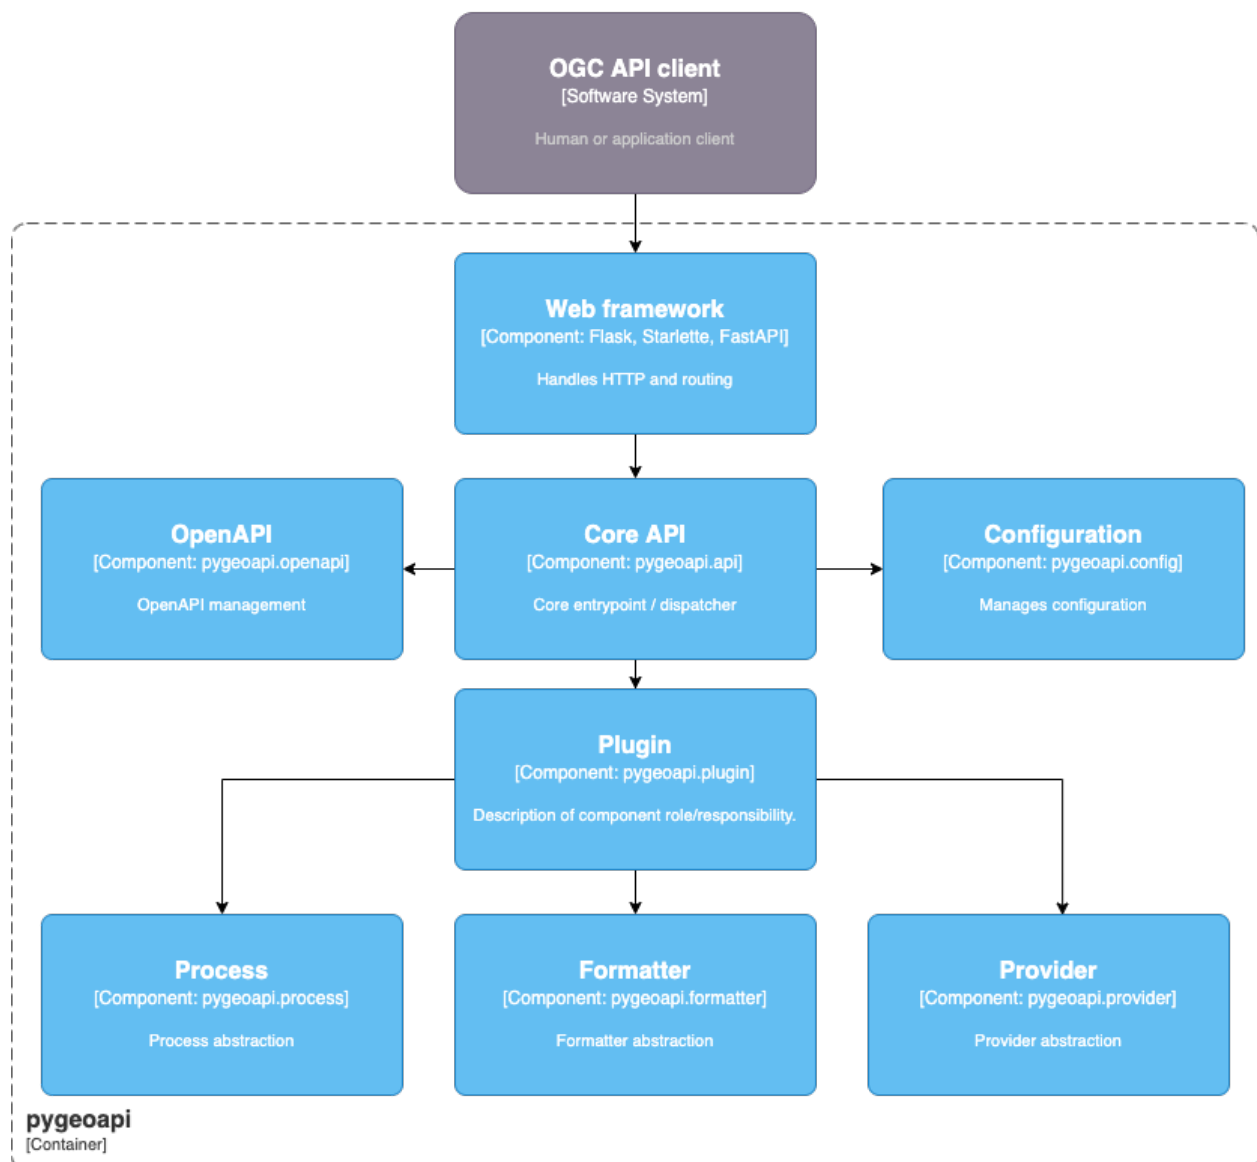 OGC API client
[Software System]
Human or application client
Web framework
[Component: Flask, Starlette, FastAPI]
Handles HTTP and routing
OpenAPI
[Component: pygeoapi.openapi]
OpenAPI management
Core API
[Component: pygeoapi.api]
Core entrypoint / dispatcher
Configuration
[Component: pygeoapi.config]
Manages configuration
Plugin
[Component: pygeoapi.plugin]
Description of component role/responsibility.
Process
[Component: pygeoapi.process]
Process abstraction
Formatter
[Component: pygeoapi.formatter]
Formatter abstraction
Provider
[Component: pygeoapi.provider]
Provider abstraction
pygeoapi
[Container]